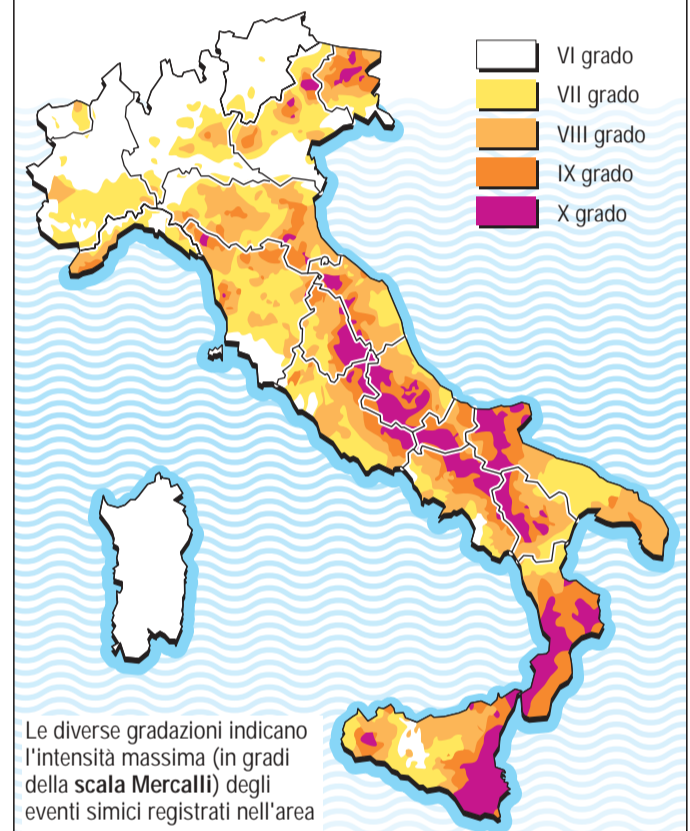 VI grado
VII grado
VIII grado
IX grado
X grado
Le diverse gradazioni indicano
l'intensità massima (in gradi
della scala Mercalli) degli
eventi simici registrati nell'area